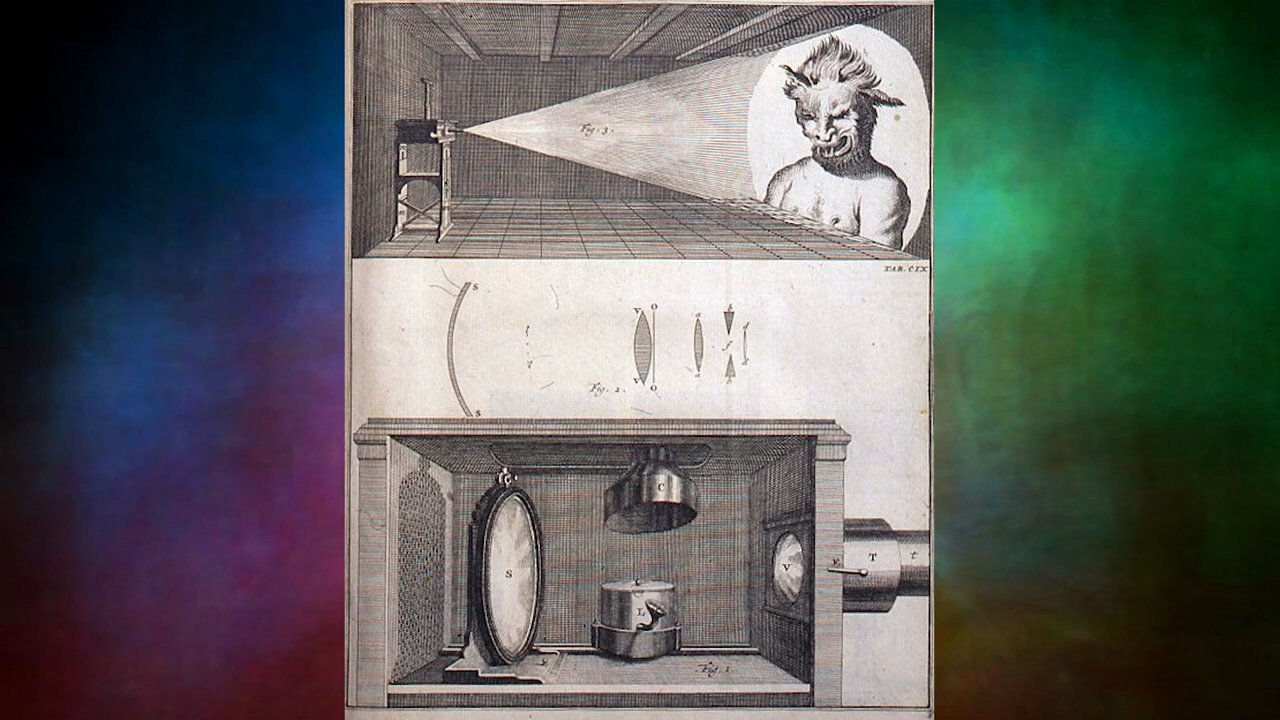 Fig. 3.
TAB. CIX
S
l
V O
a
b
d
f
l
V O
a
b
d
Fig. 2.
S
C
S
V
E
T
t
L
Fig. 1.